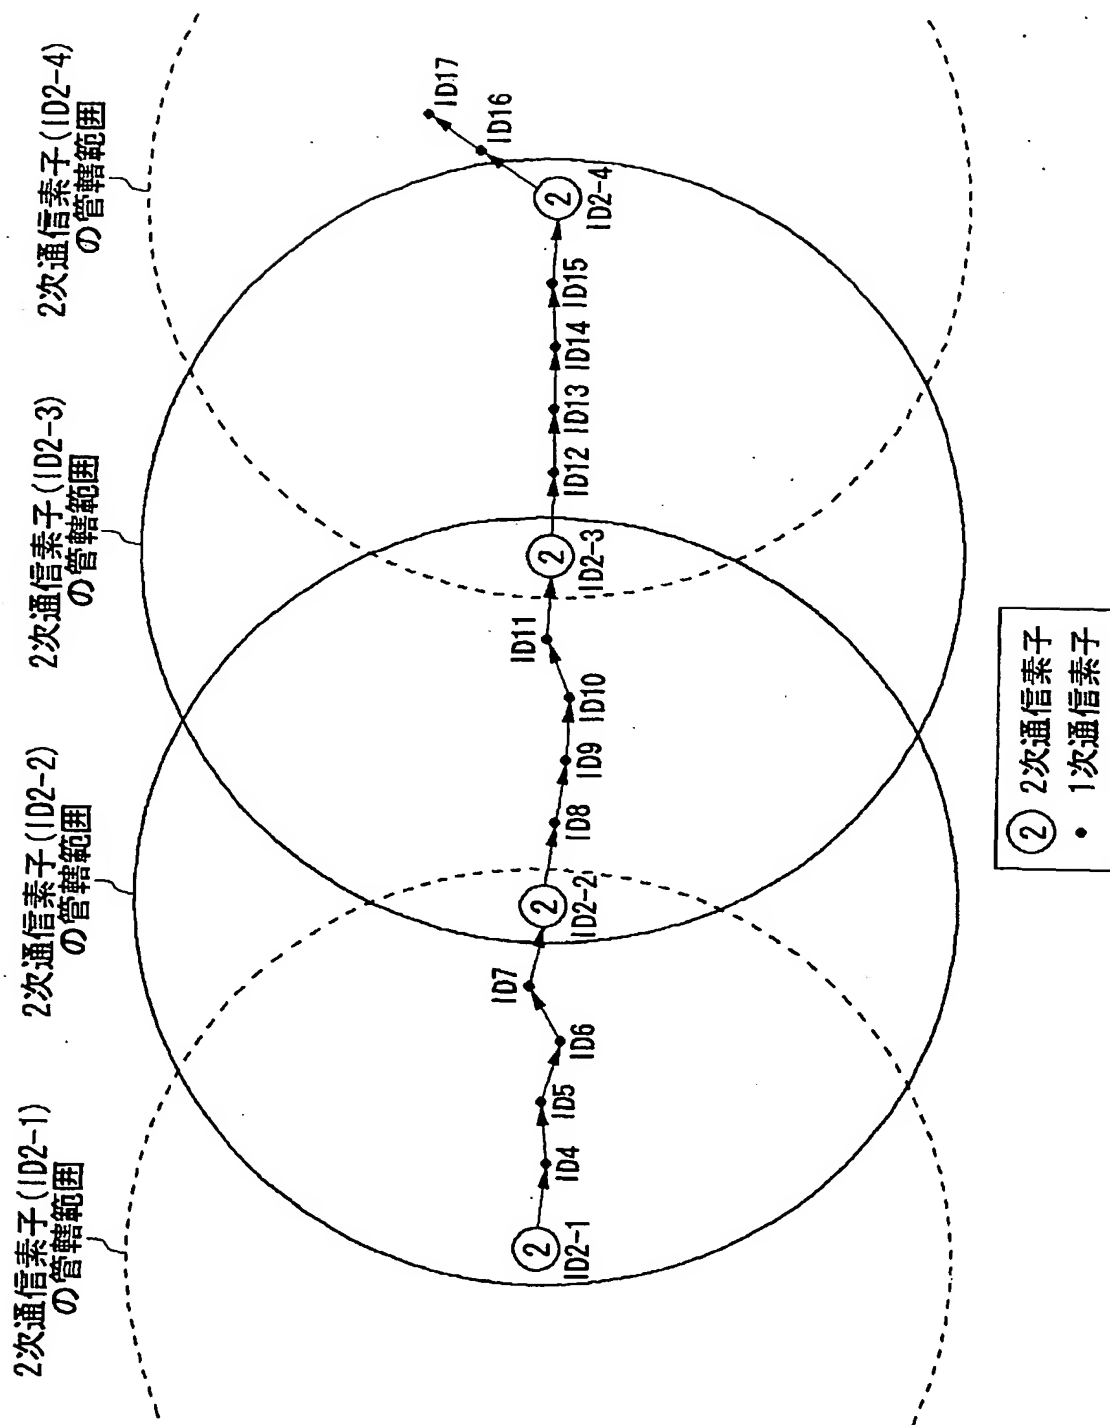 2次通信素子(ID2-1)
の管轄範囲
2次通信素子(ID2-2)
の管轄範囲
2次通信素子(ID2-3)
の管轄範囲
2次通信素子(ID2-4)
の管轄範囲
2
ID2-1
ID4
ID5
ID6
ID7
2
ID2-2
ID8
ID9
ID10
ID11
2
ID2-3
ID12
ID13
ID14
ID15
2
ID2-4
ID16
ID17
2 2次通信素子
1次通信素子